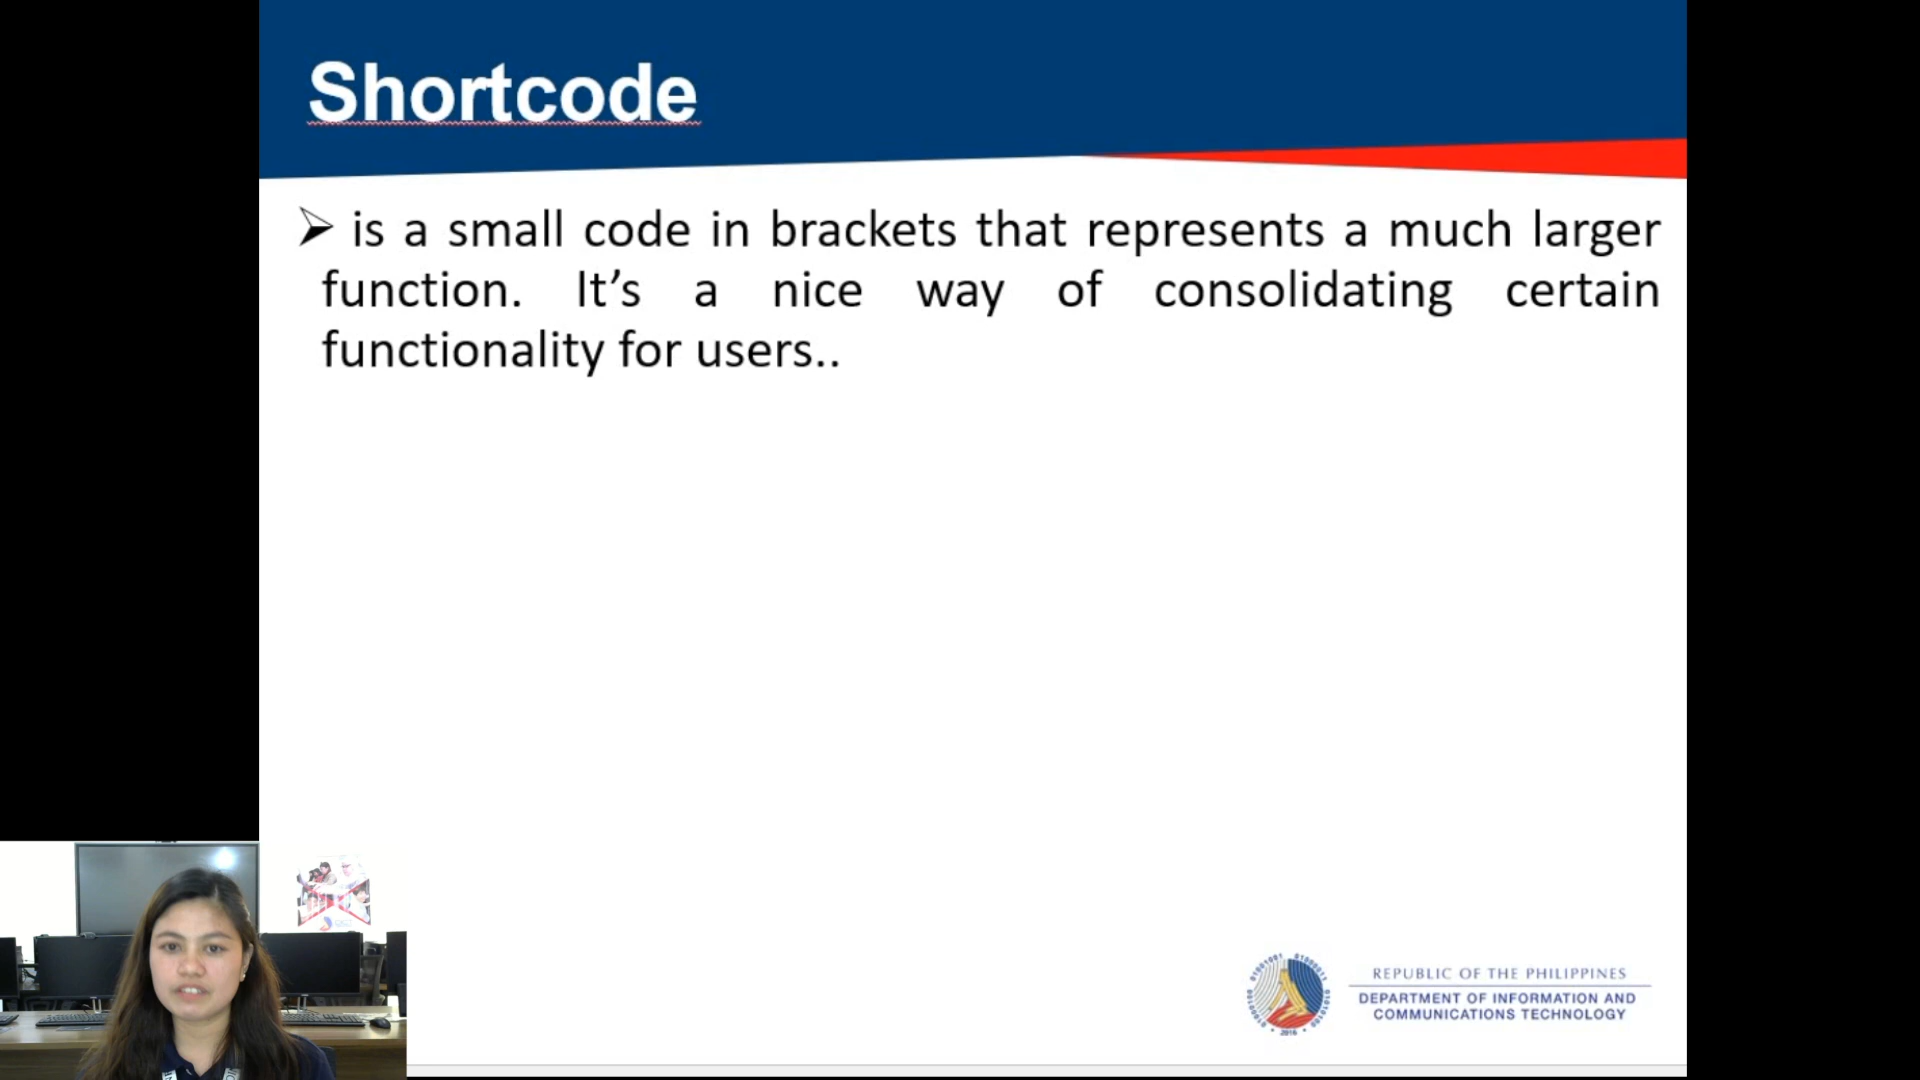 Shortcode
➢ is a small code in brackets that represents a much larger
function. It’s a nice way of consolidating certain
functionality for users..
REPUBLIC OF THE PHILIPPINES
DEPARTMENT OF INFORMATION AND
COMMUNICATIONS TECHNOLOGY
2016